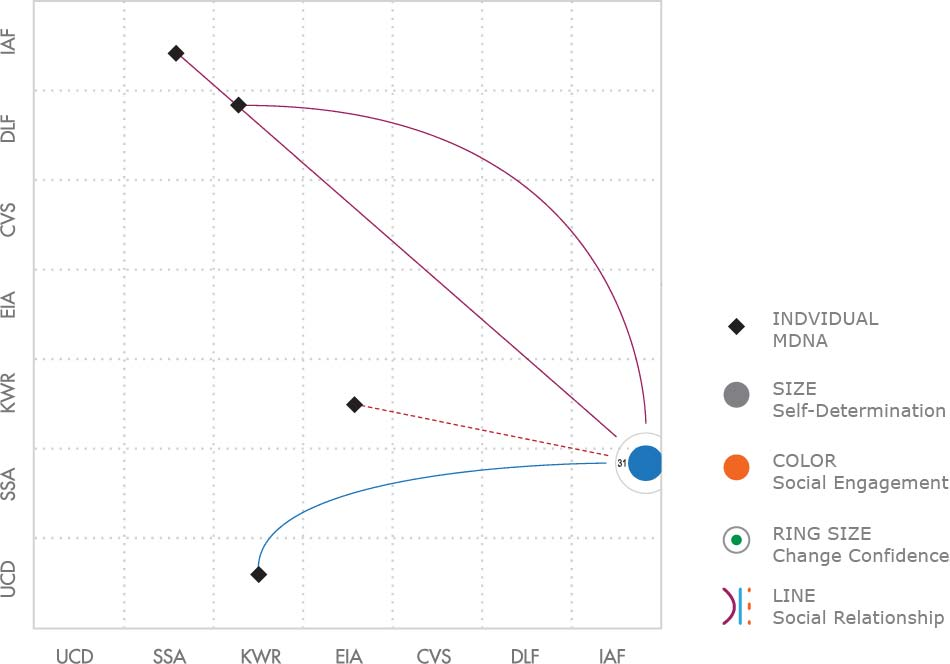 IAF
DLF
CVS
EIA
KWR
SSA
UCD
31
UCD SSA KWR EIA CVS DLF IAF
INDVIDUAL
MDNA
SIZE
Self-Determination
COLOR
Social Engagement
RING SIZE
Change Confidence
LINE
Social Relationship